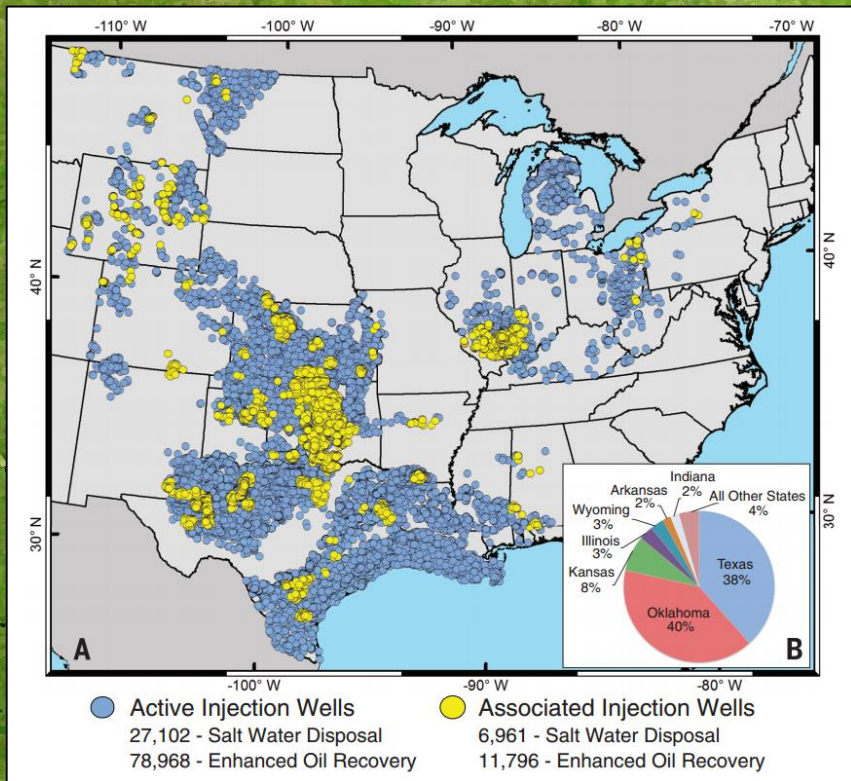 -110° W
-100° W
-90° W
-80° W
-70° W
40° N
40° N
30° N
30° N
A
Indiana
2%
Arkansas
2%
All Other States
4%
Wyoming
3%
Illinois
3%
Kansas
8%
Texas
38%
Oklahoma
40%
B
-100° W
-90° W
-80° W
-70° W
Active Injection Wells
27,102 - Salt Water Disposal
78,968 - Enhanced Oil Recovery
Associated Injection Wells
6,961 - Salt Water Disposal
11,796 - Enhanced Oil Recovery